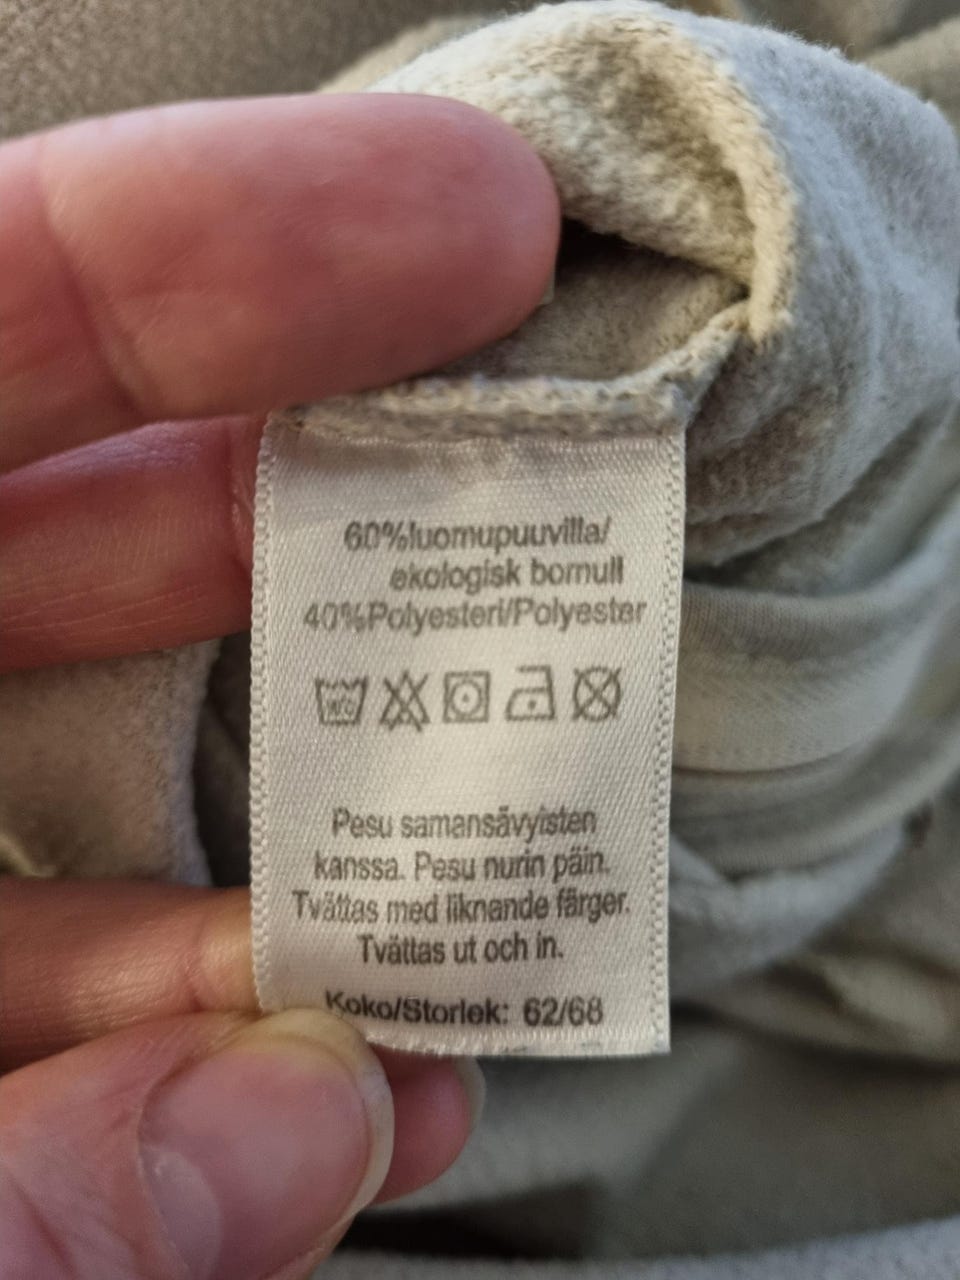 60%luomupuuvilla/
ekologisk bomull
40%Polyesteri/Polyester
Pesu samansävyisten
kanssa. Pesu nurin päin.
Tvättas med liknande färger.
Tvättas ut och in.
Koko/Storlek: 62/68